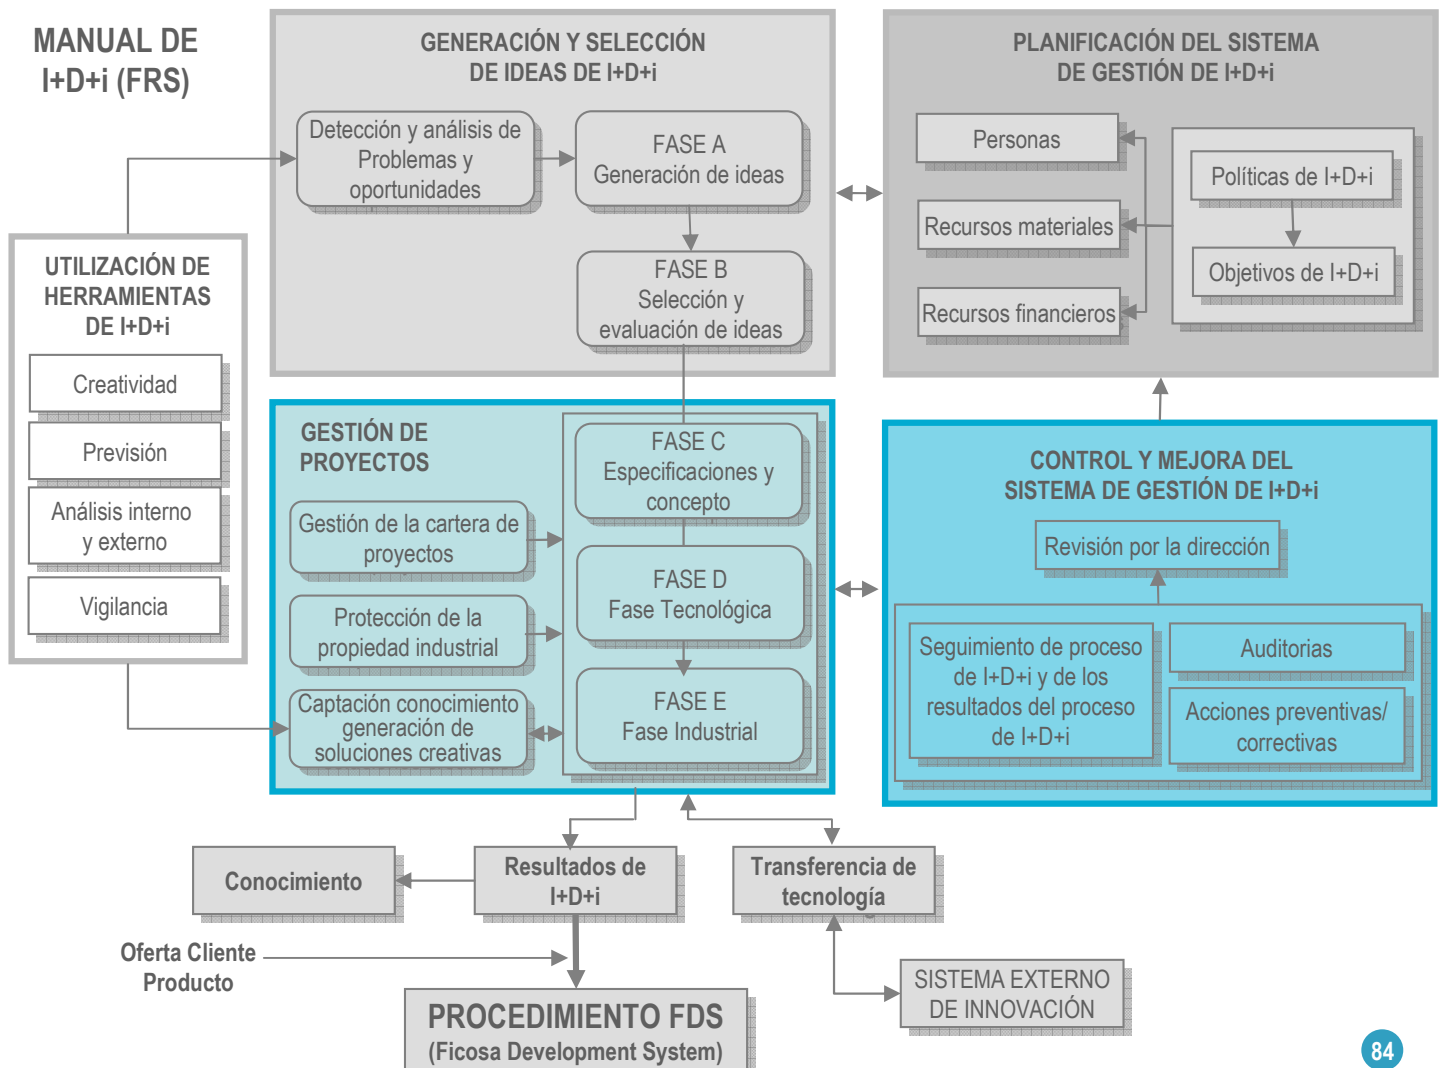 MANUAL DE
I+D+i (FRS)
GENERACIÓN Y SELECCIÓN
DE IDEAS DE I+D+i
Detección y análisis de
Problemas y
oportunidades
FASE A
Generación de ideas
FASE B
Selección y
evaluación de ideas
PLANIFICACIÓN DEL SISTEMA
DE GESTIÓN DE I+D+i
Personas
Recursos materiales
Recursos financieros
Políticas de I+D+i
Objetivos de I+D+i
UTILIZACIÓN DE
HERRAMIENTAS
DE I+D+i
Creatividad
Previsión
Análisis interno
y externo
Vigilancia
GESTIÓN DE
PROYECTOS
Gestión de la cartera de
proyectos
Protección de la
propiedad industrial
Captación conocimiento
generación de
soluciones creativas
FASE C
Especificaciones y
concepto
FASE D
Fase Tecnológica
FASE E
Fase Industrial
CONTROL Y MEJORA DEL
SISTEMA DE GESTIÓN DE I+D+i
Revisión por la dirección
Seguimiento de proceso
de I+D+i y de los
resultados del proceso
de I+D+i
Auditorias
Acciones preventivas/
correctivas
Conocimiento
Resultados de
I+D+i
Transferencia de
tecnología
Oferta Cliente
Producto
SISTEMA EXTERNO
DE INNOVACIÓN
PROCEDIMIENTO FDS
(Ficosa Development System)
84